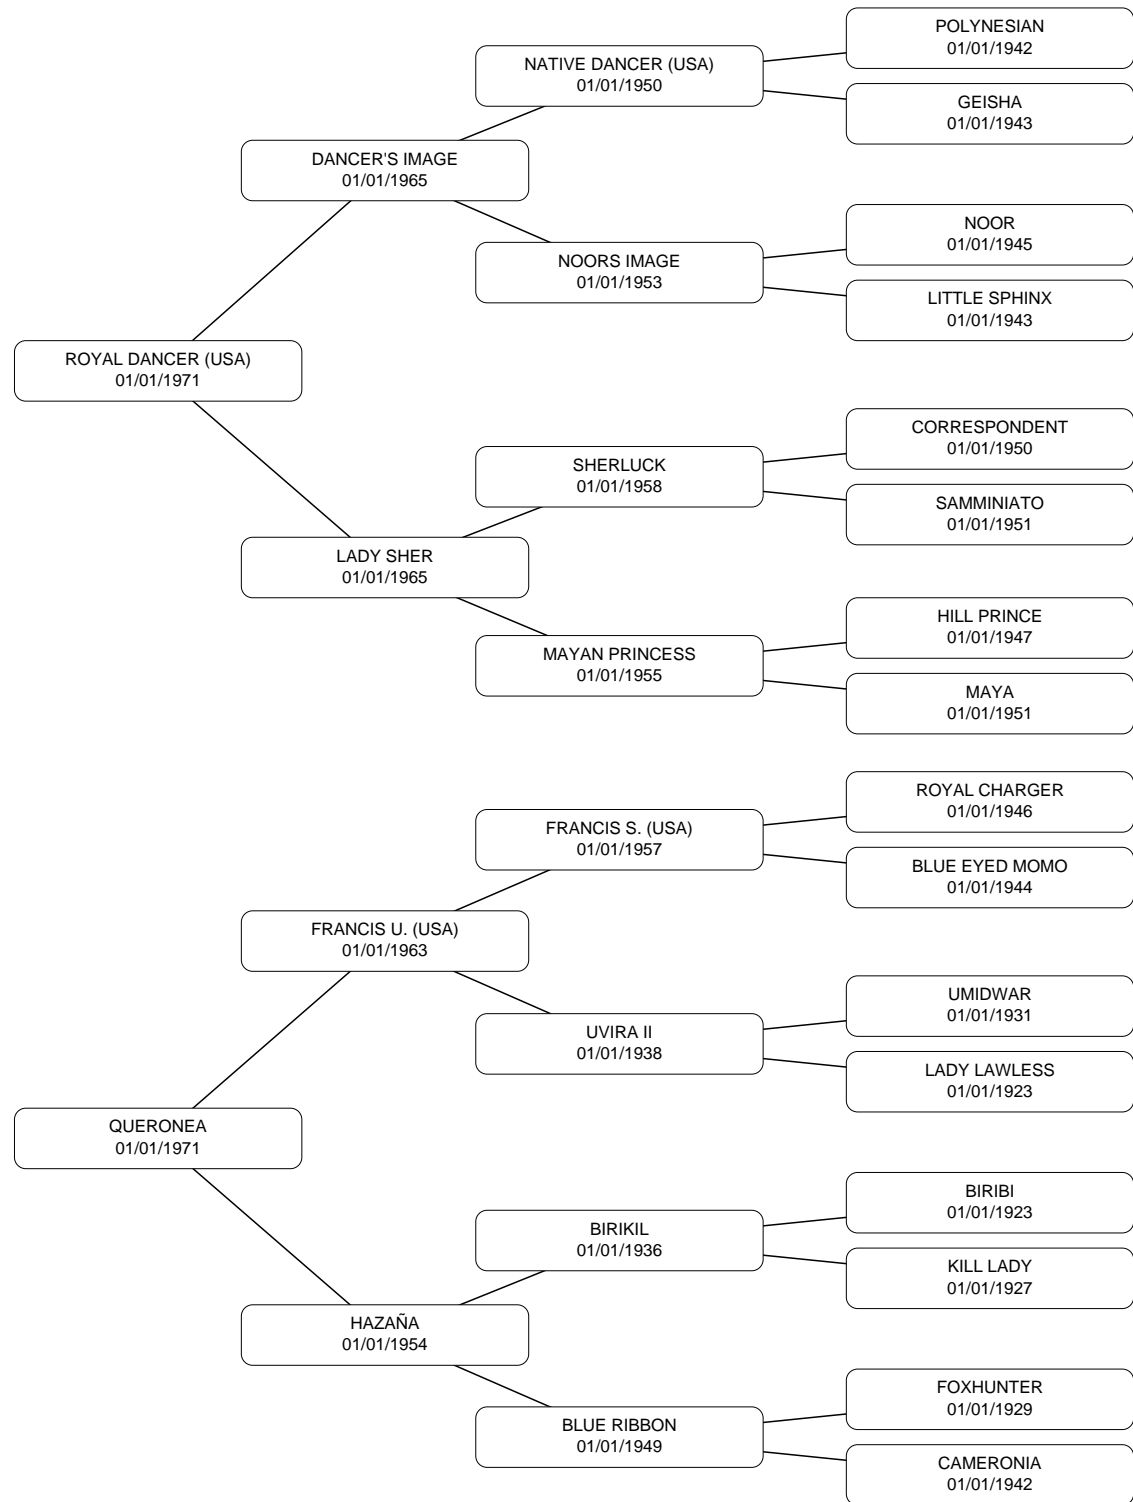 POLYNESIAN
01/01/1942
NATIVE DANCER (USA)
01/01/1950
GEISHA
01/01/1943
DANCER'S IMAGE
01/01/1965
NOOR
01/01/1945
NOORS IMAGE
01/01/1953
LITTLE SPHINX
01/01/1943
ROYAL DANCER (USA)
01/01/1971
CORRESPONDENT
01/01/1950
SHERLUCK
01/01/1958
SAMMINIATO
01/01/1951
LADY SHER
01/01/1965
HILL PRINCE
01/01/1947
MAYAN PRINCESS
01/01/1955
MAYA
01/01/1951
ROYAL CHARGER
01/01/1946
FRANCIS S. (USA)
01/01/1957
BLUE EYED MOMO
01/01/1944
FRANCIS U. (USA)
01/01/1963
UMIDWAR
01/01/1931
UVIRA II
01/01/1938
LADY LAWLESS
01/01/1923
QUERONEA
01/01/1971
BIRIBI
01/01/1923
BIRIKIL
01/01/1936
KILL LADY
01/01/1927
HAZAÑA
01/01/1954
FOXHUNTER
01/01/1929
BLUE RIBBON
01/01/1949
CAMERONIA
01/01/1942